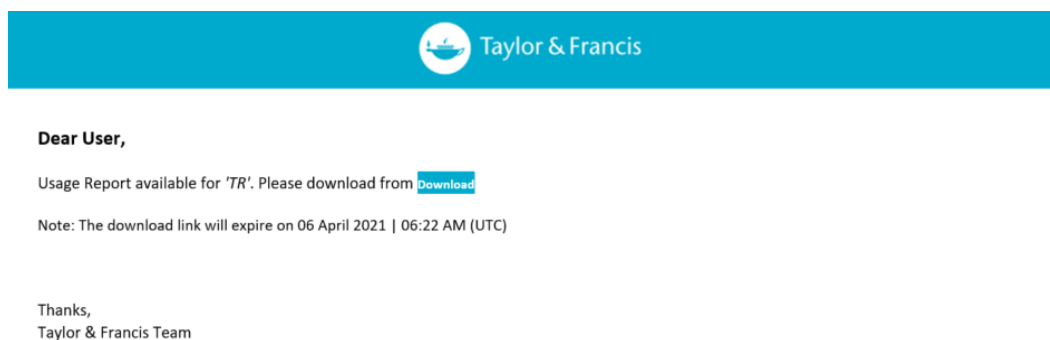 Taylor & Francis
Dear User,
Usage Report available for 'TR'. Please download from Download
Note: The download link will expire on 06 April 2021 | 06:22 AM (UTC)
Thanks,
Taylor & Francis Team